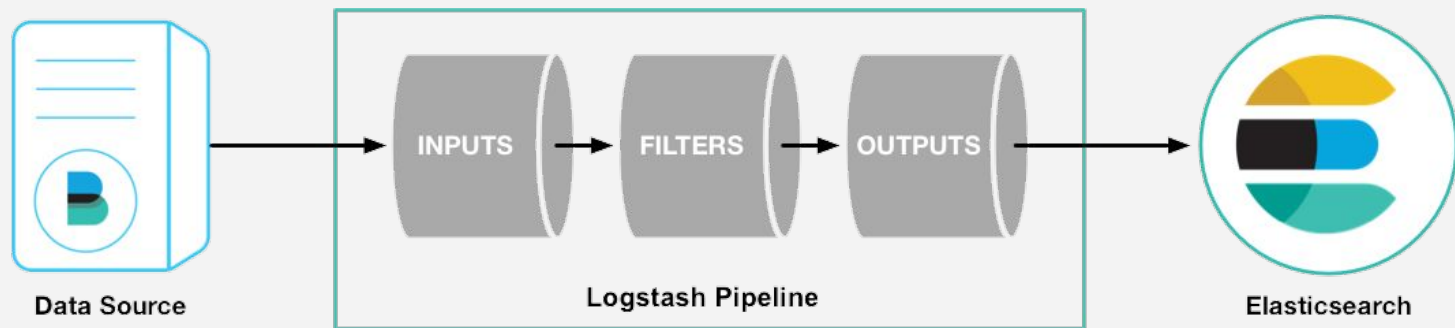 INPUTS
FILTERS
OUTPUTS
Data Source
Logstash Pipeline
Elasticsearch